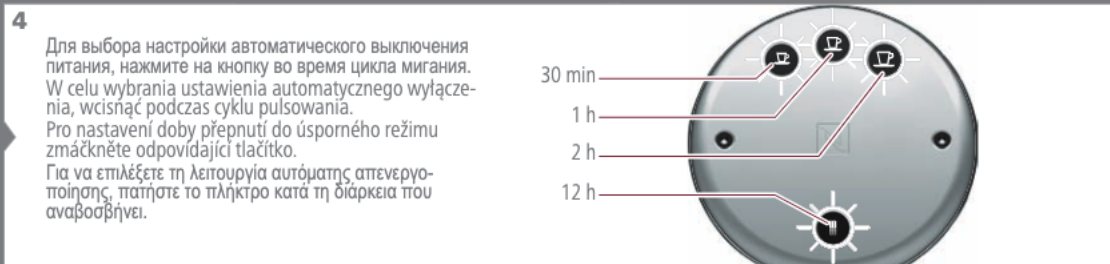 4
Для выбора настройки автоматического выключения
питания, нажмите на кнопку во время цикла мигания.
W celu wybrania ustawienia automatycznego wyłącze-
nia, wcisnąć podczas cyklu pulsowania.
Pro nastavení doby přepnutí do úsporného režimu
zmáčkněte odpovídající tlačítko.
Για να επιλέξετε τη λειτουργία αυτόματης απενεργο-
ποίησης, πατήστε το πλήκτρο κατά τη διάρκεια που
αναβοσβήνει.
30 min
1 h
2 h
12 h